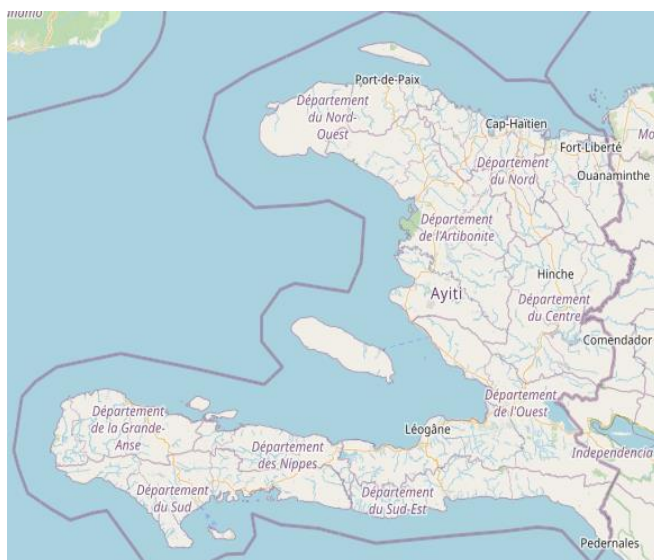 Port-de-Paix
Département
du Nord-
Ouest
Cap-Haïtien
Fort-Liberté
Ouanaminthe
Département
du Nord
Département
de l'Artibonite
Hinche
Ayiti
Département
du Centre
Comendador
Département
de l'Ouest
Département
de la Grande-
Anse
Léogâne
Independencia
Département
des Nippes
Département
du Sud
Département
du Sud-Est
Pedernales